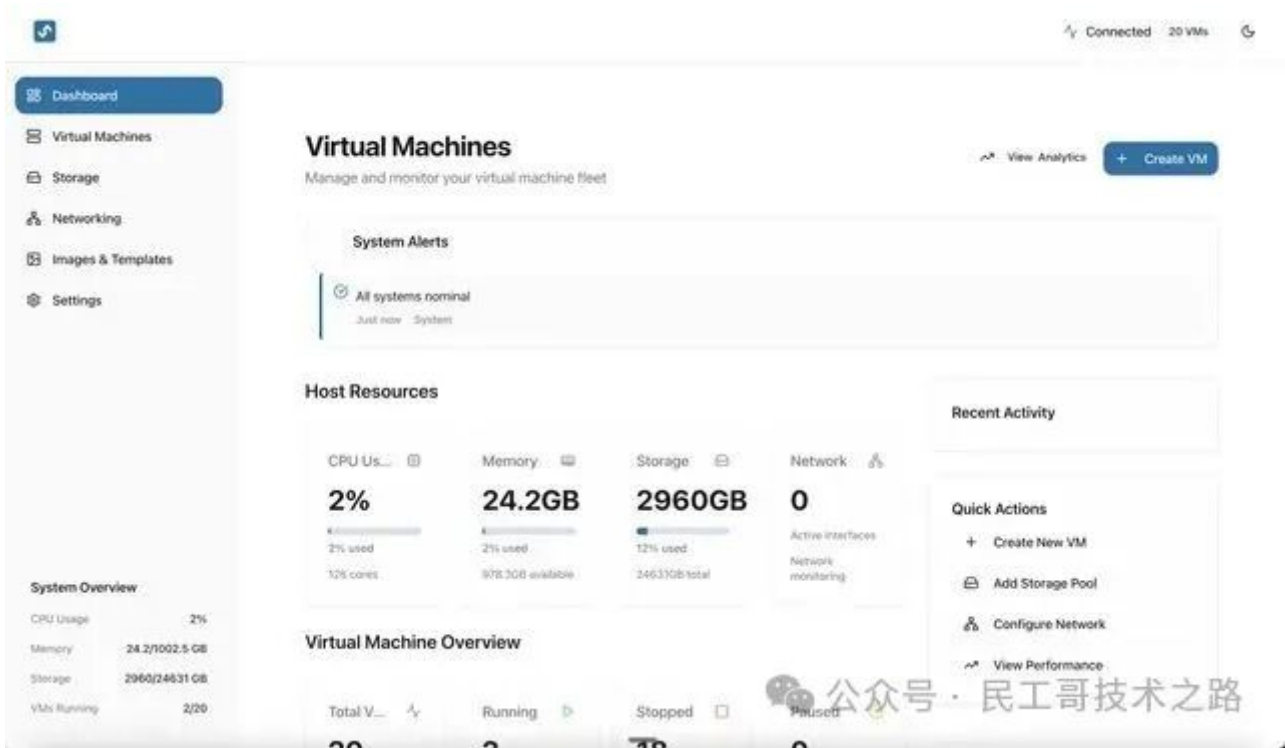 Connected 20 VMs
Dashboard
Virtual Machines
Storage
Networking
Images & Templates
Settings
Virtual Machines
Manage and monitor your virtual machine fleet
View Analytics
+ Create VM
System Alerts
All systems nominal
Just now System
Host Resources
CPU Us...
2%
2% used
128 cores
Memory
24.2GB
2% used
978.3GB available
Storage
2960GB
12% used
24631GB total
Network
0
Active interfaces
Network
monitoring
Recent Activity
Quick Actions
+ Create New VM
Add Storage Pool
Configure Network
View Performance
System Overview
CPU Usage 2%
Memory 24.2/1002.5 GB
Storage 2960/24631 GB
VMs Running 2/20
Virtual Machine Overview
Total V...
20
Running
2
Stopped
18
Paused
0
公众号 · 民工哥技术之路